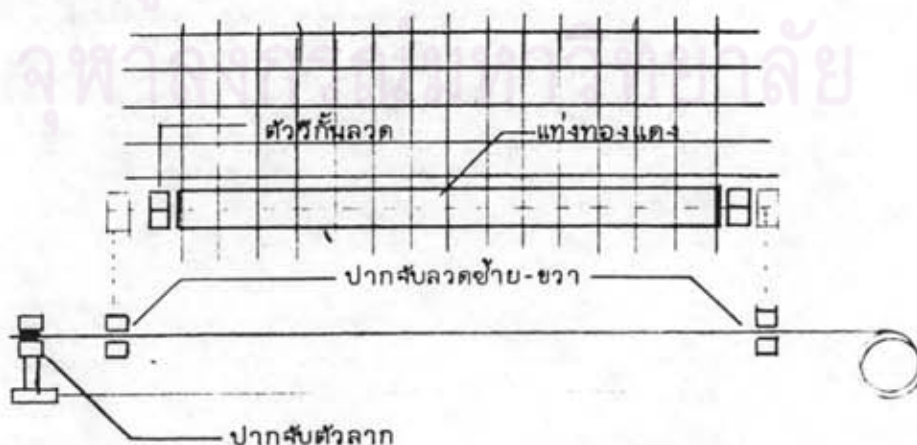 จุฬาลงกรณ์มหาวิทยาลัย
ตัววีกั้นลวด
แท่งทองแดง
ปากจับลวดซ้าย-ขวา
ปากจับตัวลาก